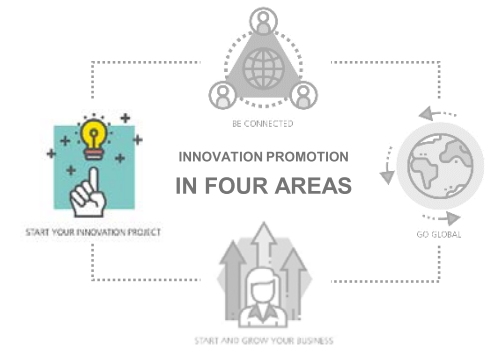 BE CONNECTED
INNOVATION PROMOTION
IN FOUR AREAS
START YOUR INNOVATION PROJECT
GO GLOBAL
START AND GROW YOUR BUSINESS